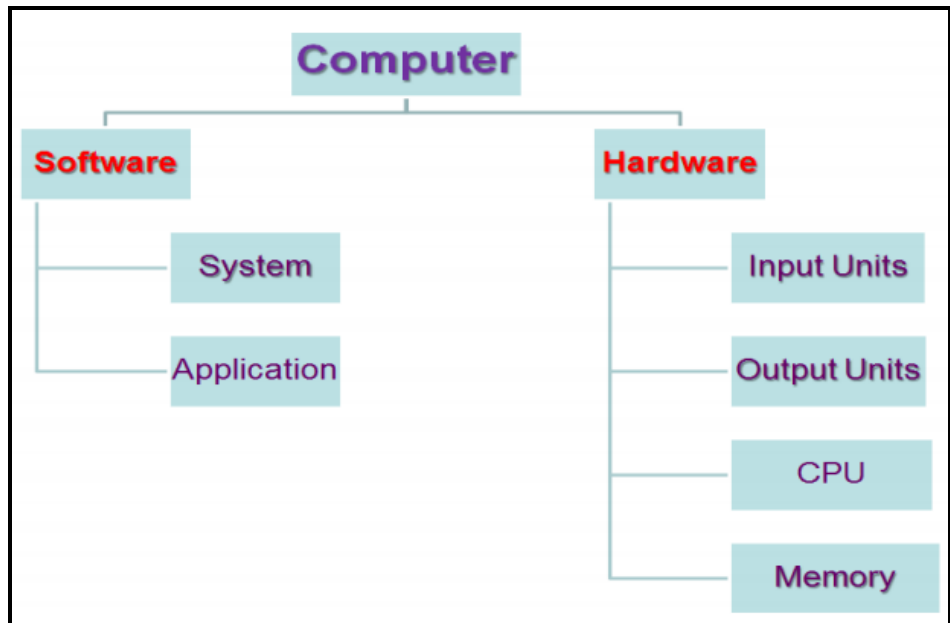 Computer
Software
Hardware
System
Application
Input Units
Output Units
CPU
Memory